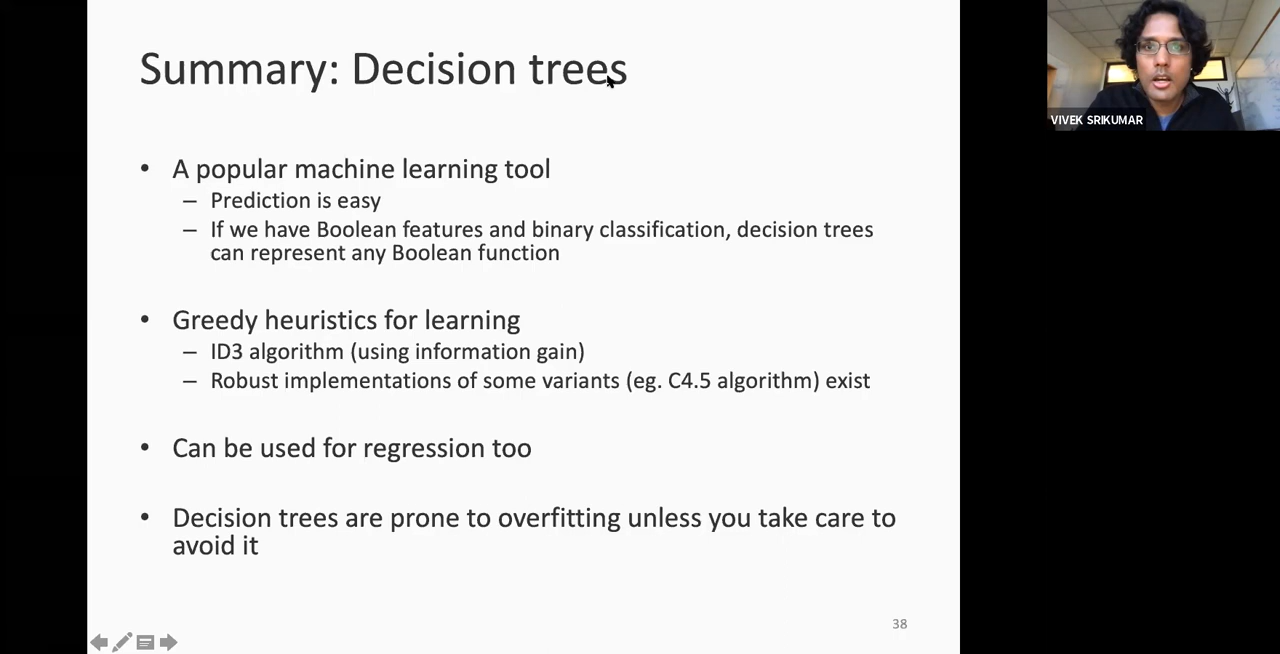 Summary: Decision trees
VIVEK SRIKUMAR
• A popular machine learning tool
– Prediction is easy
– If we have Boolean features and binary classification, decision trees
can represent any Boolean function
• Greedy heuristics for learning
– ID3 algorithm (using information gain)
– Robust implementations of some variants (eg. C4.5 algorithm) exist
• Can be used for regression too
• Decision trees are prone to overfitting unless you take care to
avoid it
38